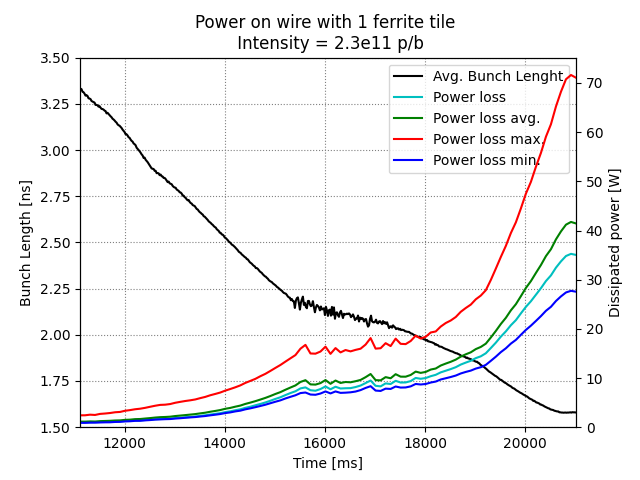 Power on wire with 1 ferrite tile
Intensity = 2.3e11 p/b
3.50
3.25
3.00
2.75
2.50
2.25
2.00
1.75
1.50
Bunch Length [ns]
Avg. Bunch Lenght
Power loss
Power loss avg.
Power loss max.
Power loss min.
70
60
50
40
30
20
10
0
Dissipated power [W]
12000 14000 16000 18000 20000
Time [ms]